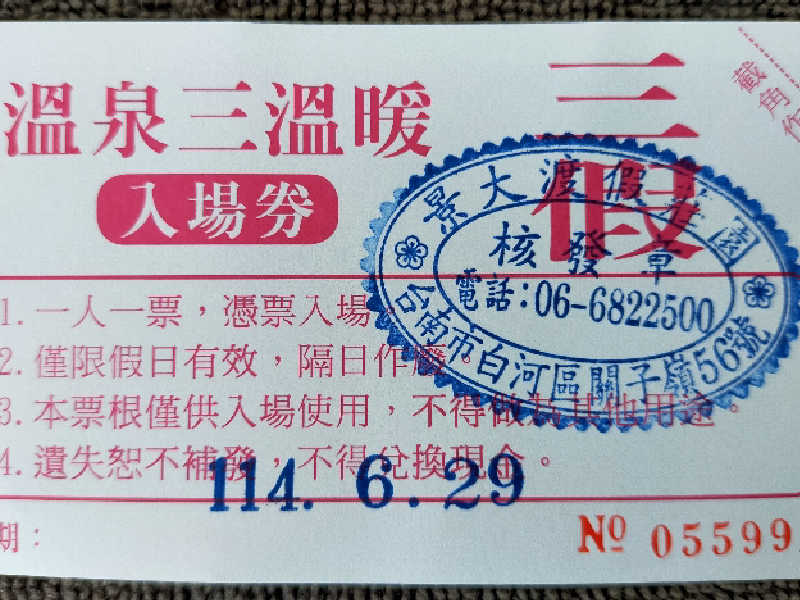 溫泉三溫暖
三
假
入場券
截角作
景大渡假莊園
核發章
電話:06-6822500
台南市白河區關子嶺56號
1. 一人一票，憑票入場。
2. 僅限假日有效，隔日作廢。
3. 本票根僅供入場使用，不得做為其他用途。
4. 遺失恕不補發，不得兌換現金。
114. 6. 29
期：
№ 05599